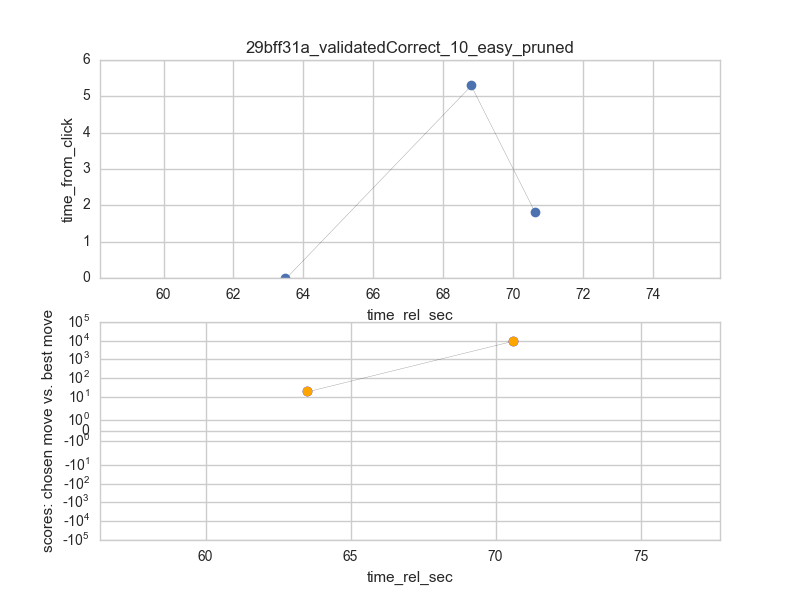 29bff31a_validatedCorrect_10_easy_pruned
time_from_click
6
5
4
3
2
1
0
60 62 64 66 68 70 72 74
time_rel_sec
scores: chosen move vs. best move
10^5
10^4
10^3
10^2
10^1
10^0
0
-10^0
-10^1
-10^2
-10^3
-10^4
-10^5
60 65 70 75
time_rel_sec